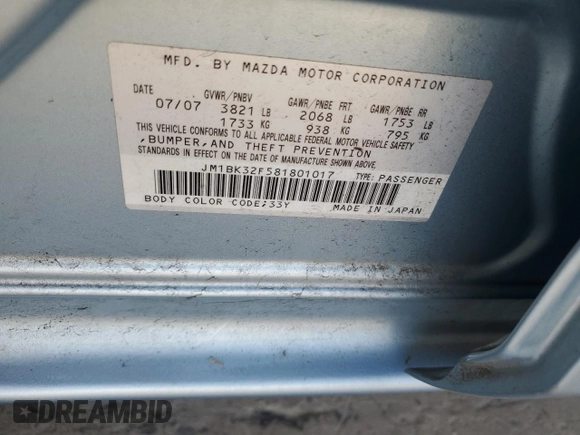 MFD. BY MAZDA MOTOR CORPORATION
DATE GVWR/PNBV GAWR/PNBE FRT GAWR/PNBE RR
07/07 3821 LB 2068 LB 1753 LB
1733 KG 938 KG 795 KG
THIS VEHICLE CONFORMS TO ALL APPLICABLE FEDERAL MOTOR VEHICLE SAFETY
,BUMPER,AND THEFT PREVENTION
STANDARDS IN EFFECT ON THE DATE OF MANUFACTURE SHOWN ABOVE.
JM1BK32F581801017 TYPE: PASSENGER
BODY COLOR CODE;33Y MADE IN JAPAN
DREAMBID